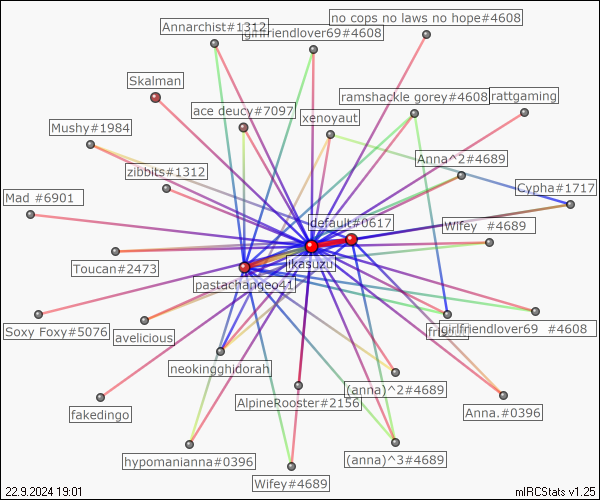 no cops no laws no hope#4608
Annarchist#1312
girlfriendlover69#4608
Skalman
ramshackle gorey#4608
rattgaming
ace deucy#7097
xenoyaut
Mushy#1984
Anna^2#4689
zibbits#1312
Cypha#1717
Mad #6901
default#0617
Wifey #4689
ikasuzu
Toucan#2473
pastachangeo41
Soxy Foxy#5076
avelicious
girlfriendlover69 #4608
neokingghidorah
(anna)^2#4689
AlpineRooster#2156
fakedingo
Anna.#0396
hypomanianna#0396
(anna)^3#4689
Wifey#4689
22.9.2024 19:01
mIRCStats v1.25